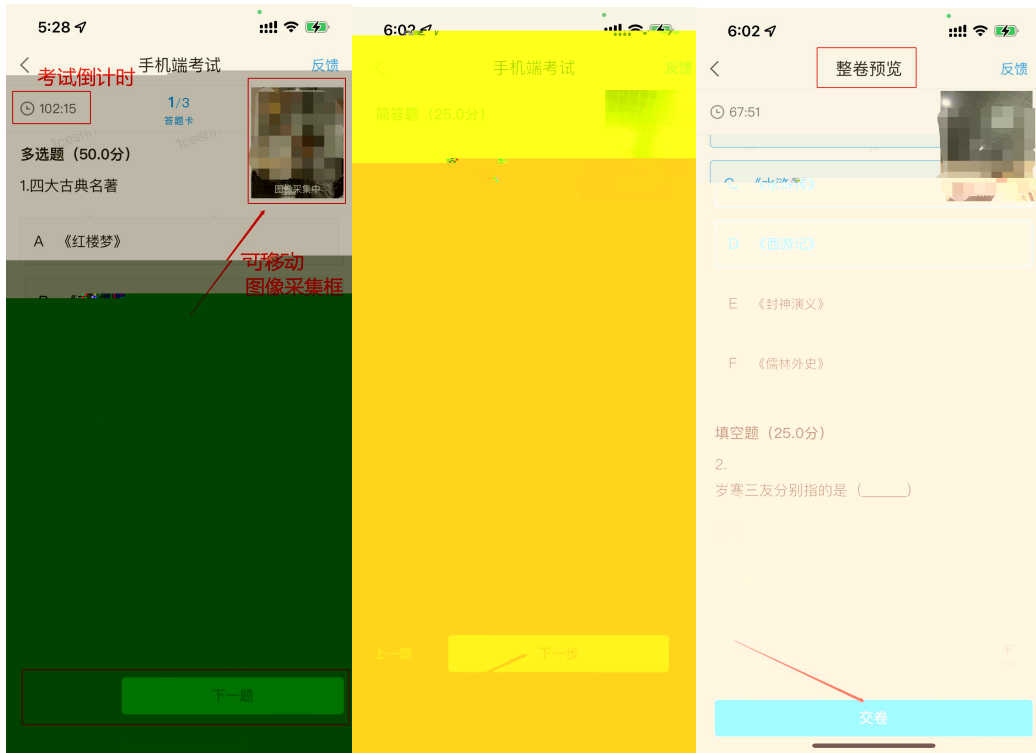 5:28
手机端考试
反馈
考试倒计时
102:15
1/3
答题卡
多选题（50.0分）
1.四大古典名著
图像采集中
A 《红楼梦》
可移动
图像采集框
下一题
6:02
手机端考试
反馈
简答题（25.0分）
上一题
下一步
6:02
整卷预览
反馈
67:51
C 《水浒传》
D 《西游记》
E 《封神演义》
F 《儒林外史》
填空题（25.0分）
2.
岁寒三友分别指的是（______）
交卷